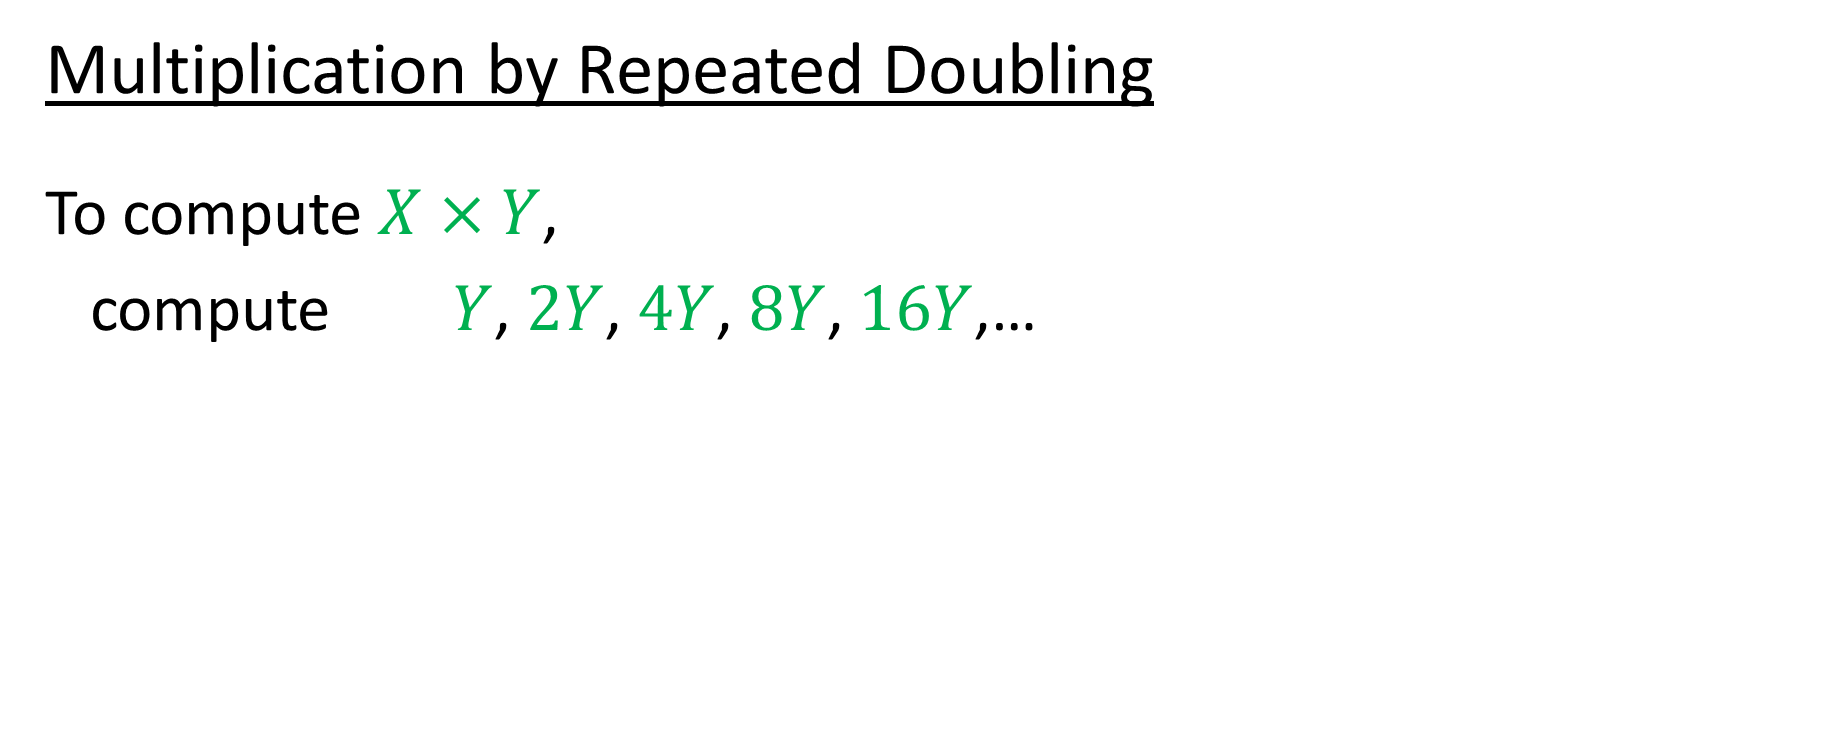 Multiplication by Repeated Doubling
To compute X × Y,
compute Y, 2Y, 4Y, 8Y, 16Y,...